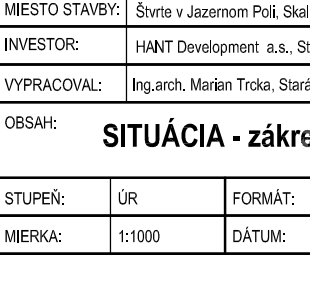 MIESTO STAVBY: Štvrte v Jazernom Poli, Skal
INVESTOR: HANT Development a.s., St
VYPRACOVAL: Ing.arch. Marian Trcka, Stará
OBSAH:
SITUÁCIA - zákre
STUPEŇ: ÚR FORMÁT:
MIERKA: 1:1000 DÁTUM: